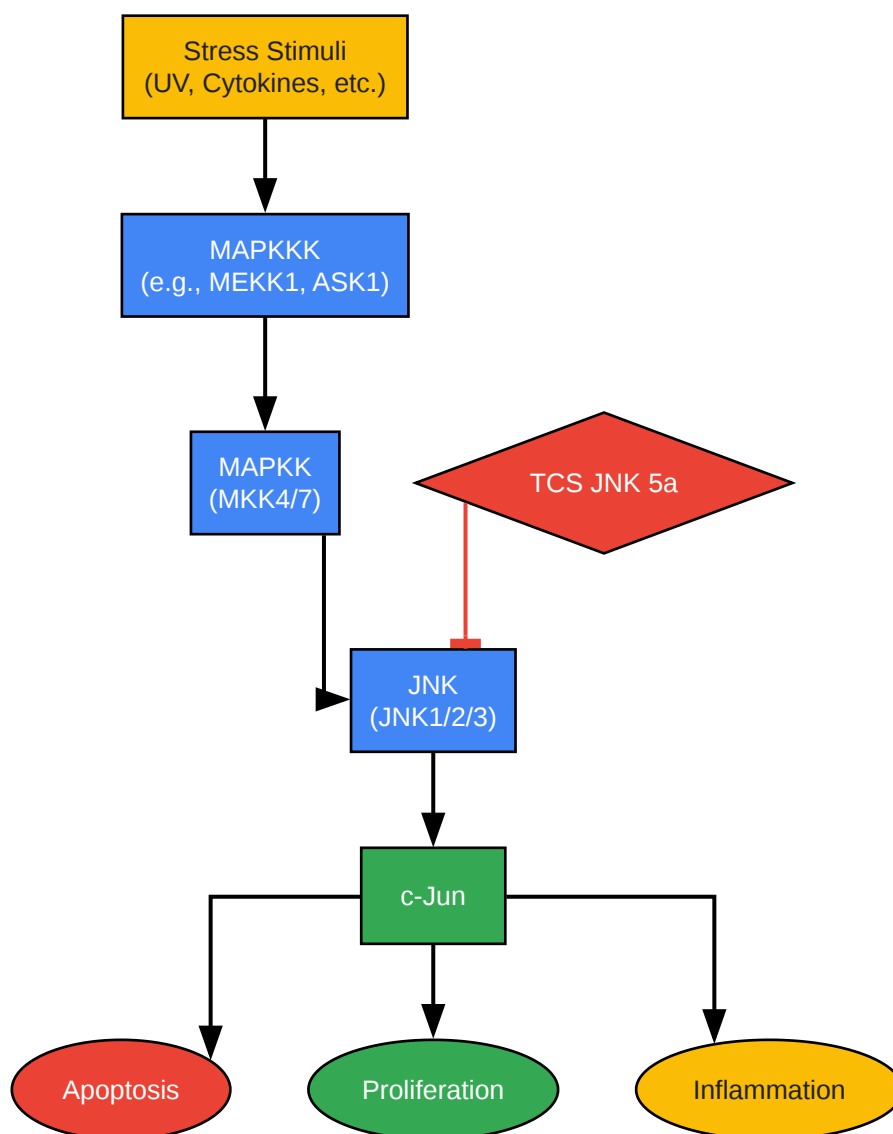 Stress Stimuli
(UV, Cytokines, etc.)
MAPKKK
(e.g., MEKK1, ASK1)
MAPKK
(MKK4/7)
TCS JNK 5a
JNK
(JNK1/2/3)
c-Jun
Apoptosis
Proliferation
Inflammation